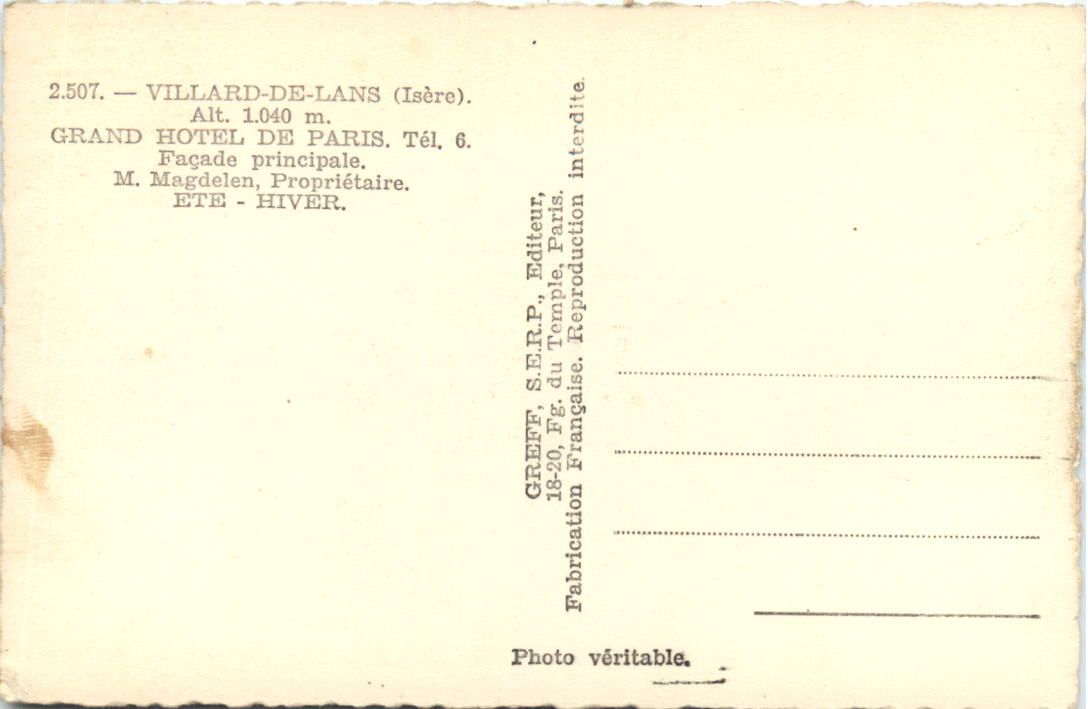 2.507. — VILLARD-DE-LANS (Isère).
Alt. 1.040 m.
GRAND HOTEL DE PARIS. Tél. 6.
Façade principale.
M. Magdelen, Propriétaire.
ETE - HIVER.
GREFF, S.E.R.P., Editeur,
18-20, Fg. du Temple, Paris.
Fabrication Française. Reproduction interdite.
Photo véritable.